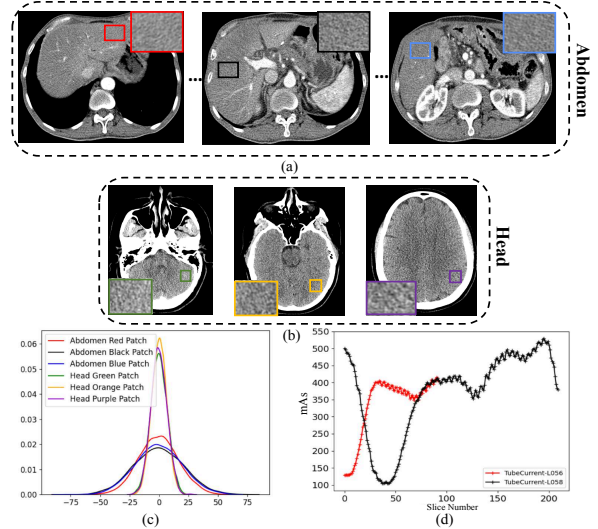 Abdomen
... ...
(a)
Head
(b)
0.06
0.05
0.04
0.03
0.02
0.01
0.00
-75 -50 -25 0 25 50 75
Abdomen Red Patch
Abdomen Black Patch
Abdomen Blue Patch
Head Green Patch
Head Orange Patch
Head Purple Patch
(c)
mAs
550
500
450
400
350
300
250
200
150
100
0 50 100 150 200
Slice Number
TubeCurrent-L056
TubeCurrent-L058
(d)